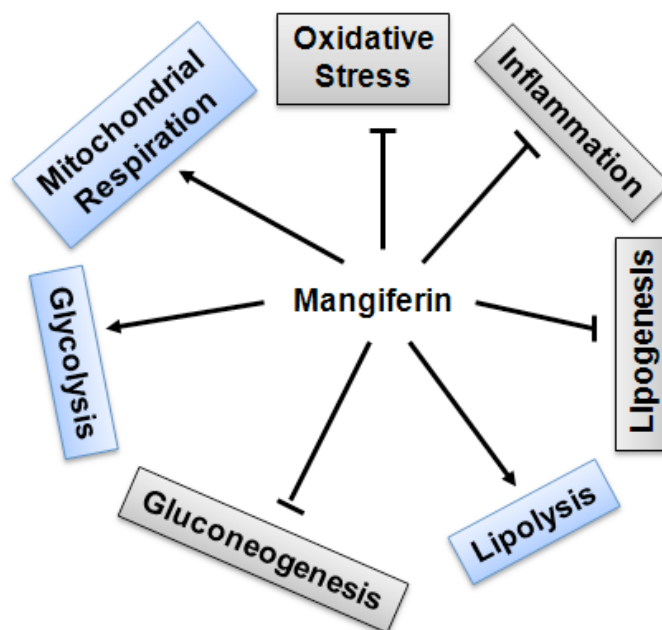 Oxidative
Stress
Inflammation
Mitochondrial
Respiration
LIpogenesis
Mangiferin
Glycolysis
Lipolysis
Gluconeogenesis